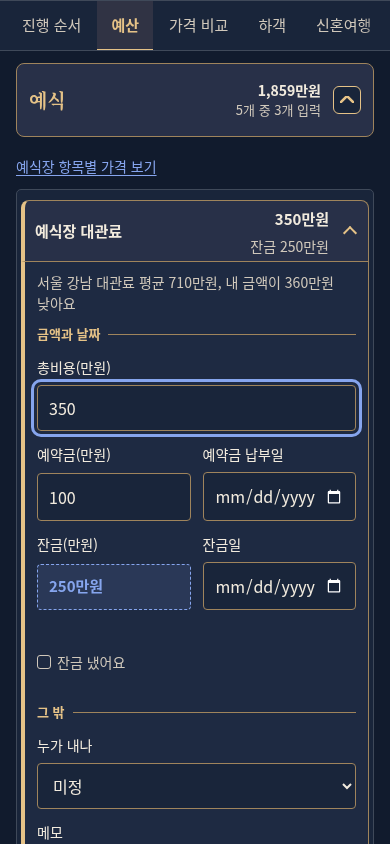 진행 순서 예산 가격 비교 하객 신혼여행
예식
1,859만원
5개 중 3개 입력
예식장 항목별 가격 보기
예식장 대관료
350만원
잔금 250만원
서울 강남 대관료 평균 710만원, 내 금액이 360만원
낮아요
금액과 날짜
총비용(만원)
350
예약금(만원) 예약금 납부일
100 mm/dd/yyyy
잔금(만원) 잔금일
250만원 mm/dd/yyyy
잔금 냈어요
그 밖
누가 내나
미정
메모